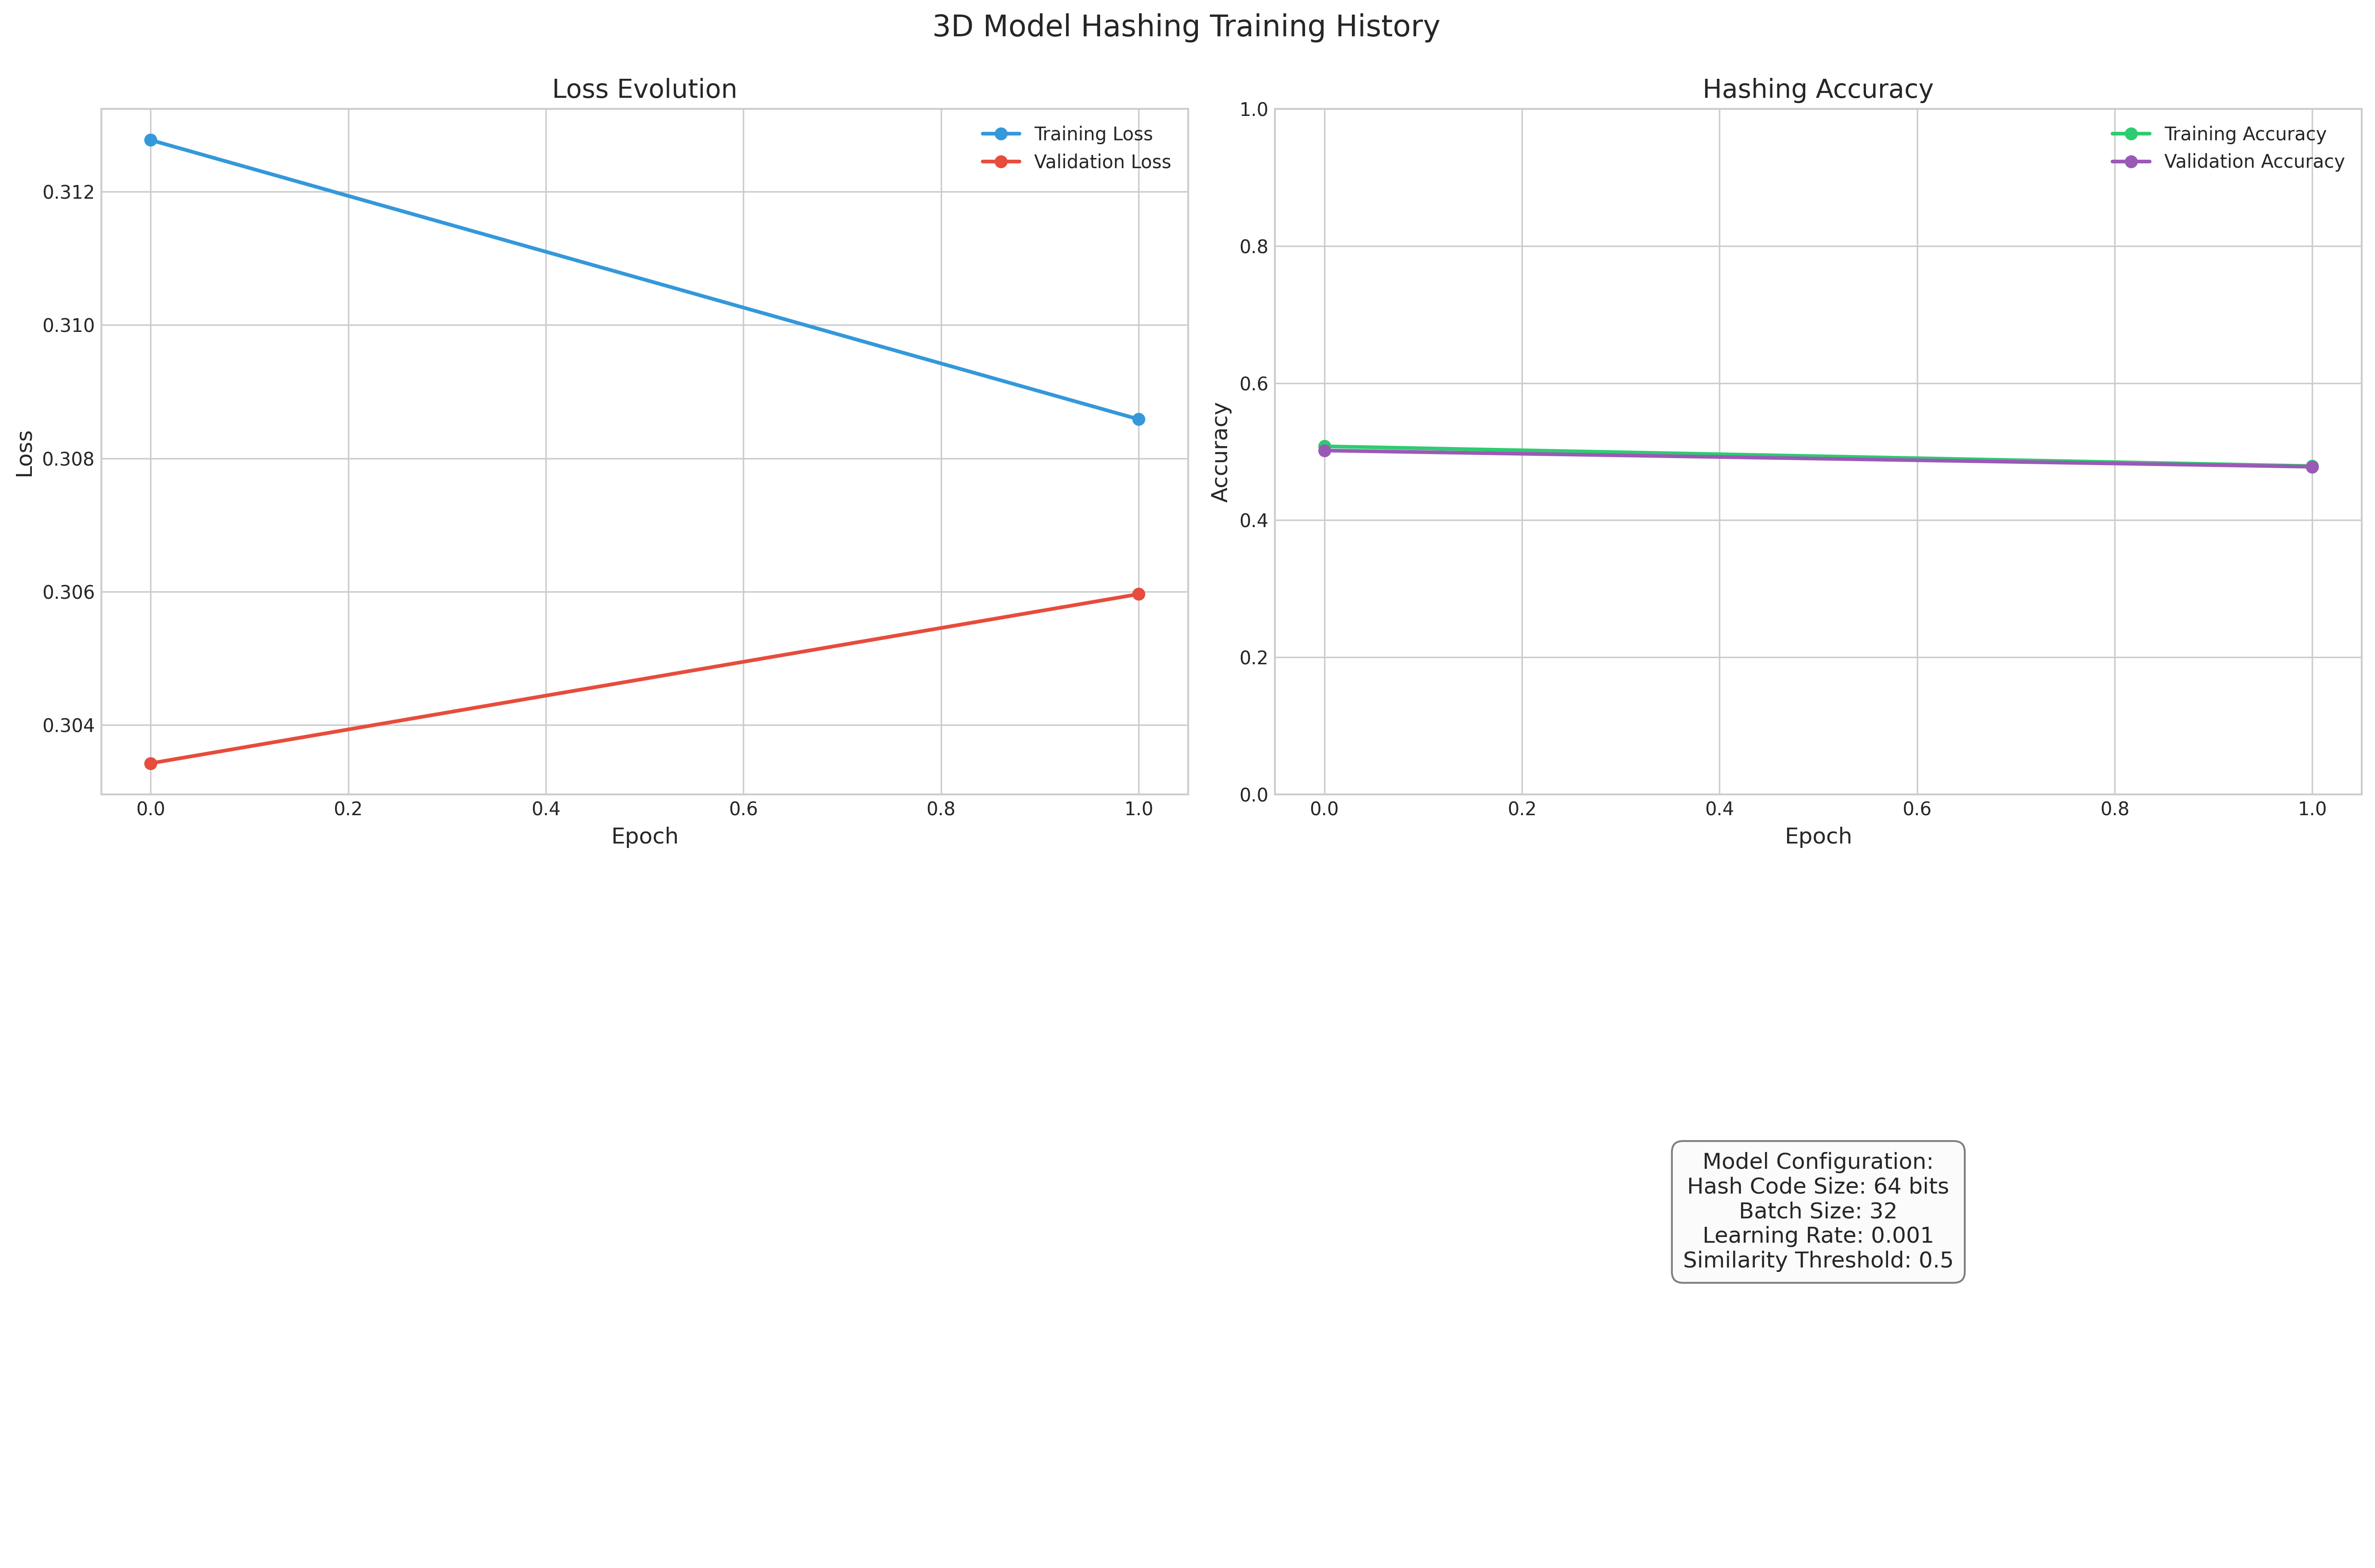 3D Model Hashing Training History
Loss Evolution
Training Loss
Validation Loss
0.312
0.310
0.308
0.306
0.304
Loss
0.0 0.2 0.4 0.6 0.8 1.0
Epoch
Hashing Accuracy
Training Accuracy
Validation Accuracy
1.0
0.8
0.6
0.4
0.2
0.0
Accuracy
0.0 0.2 0.4 0.6 0.8 1.0
Epoch
Model Configuration:
Hash Code Size: 64 bits
Batch Size: 32
Learning Rate: 0.001
Similarity Threshold: 0.5